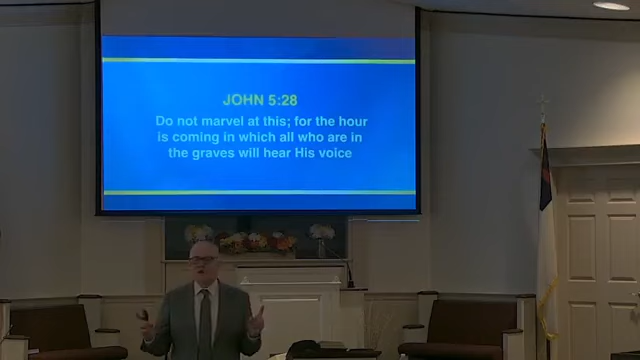 JOHN 5:28
Do not marvel at this; for the hour
is coming in which all who are in
the graves will hear His voice